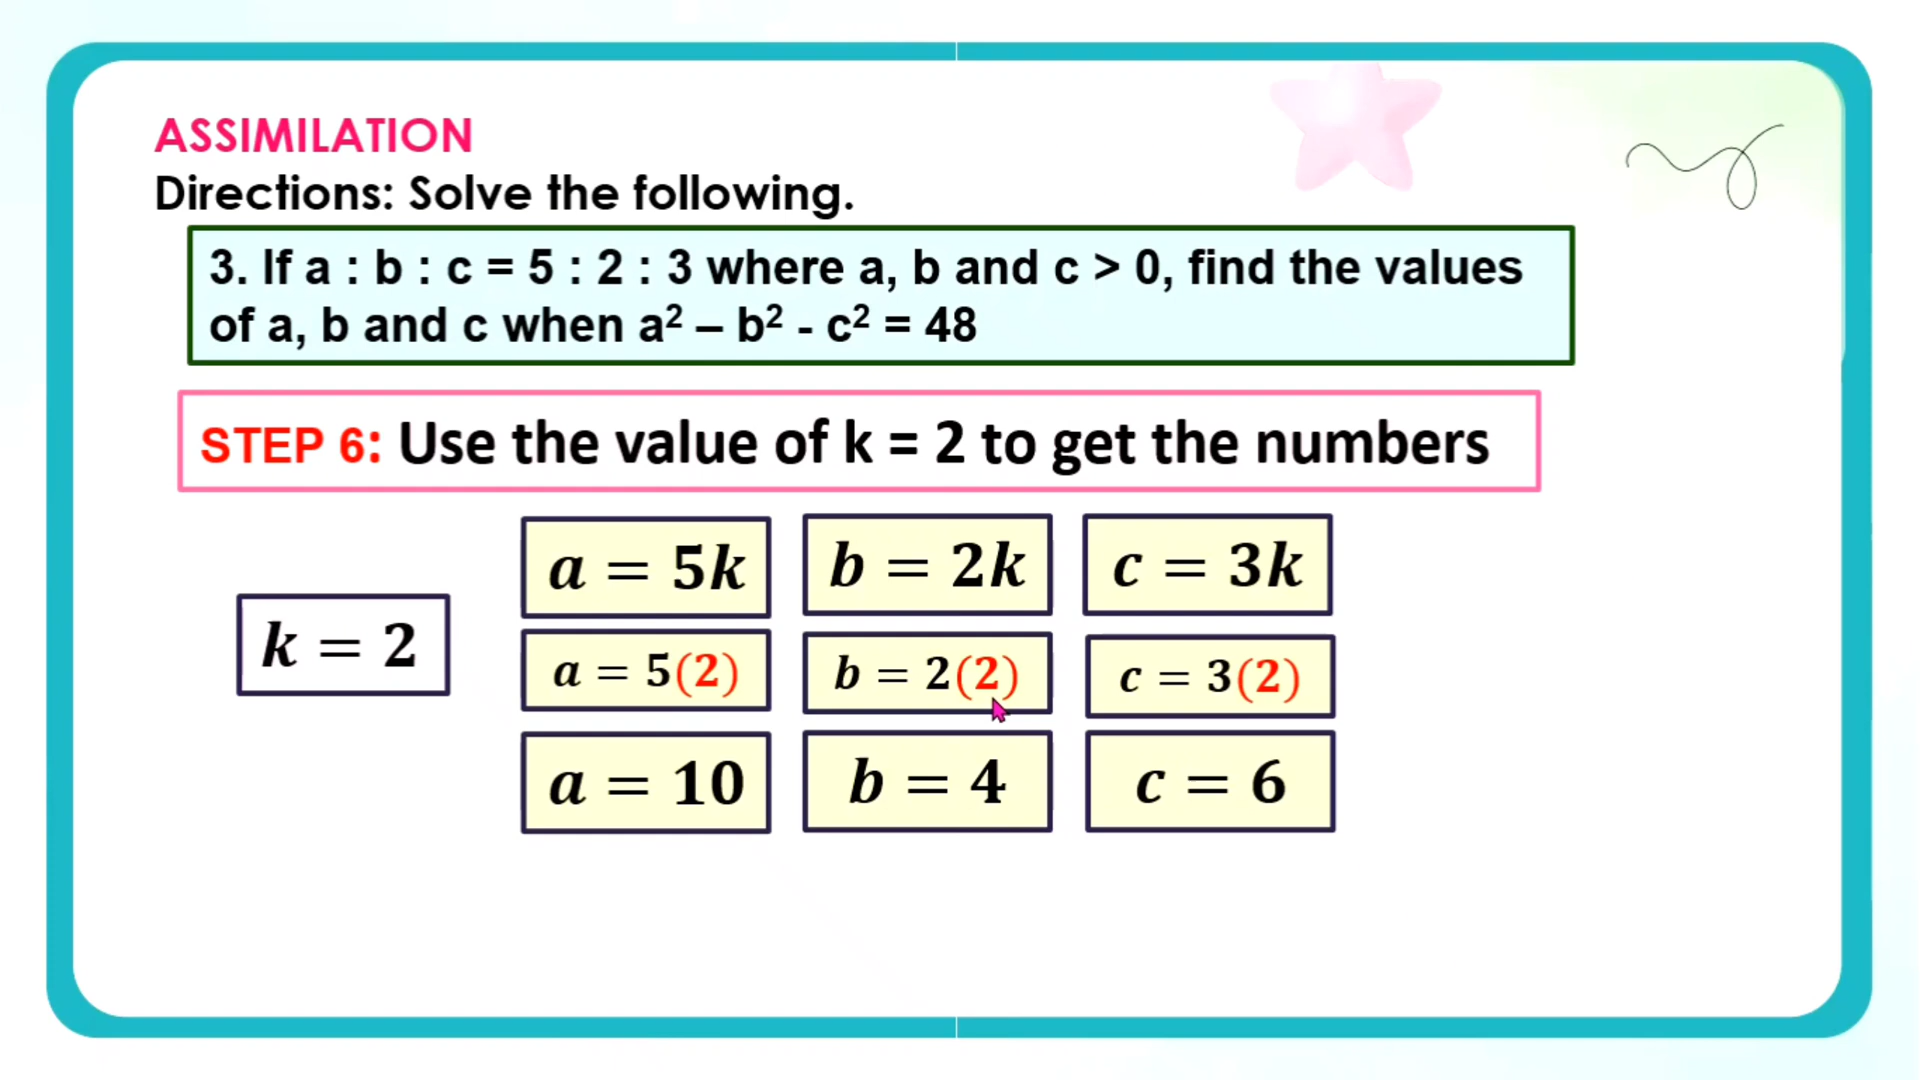 ASSIMILATION
Directions: Solve the following.
3. If a : b : c = 5 : 2 : 3 where a, b and c > 0, find the values
of a, b and c when a² – b² - c² = 48
STEP 6: Use the value of k = 2 to get the numbers
a = 5k b = 2k c = 3k
k = 2
a = 5(2) b = 2(2) c = 3(2)
a = 10 b = 4 c = 6